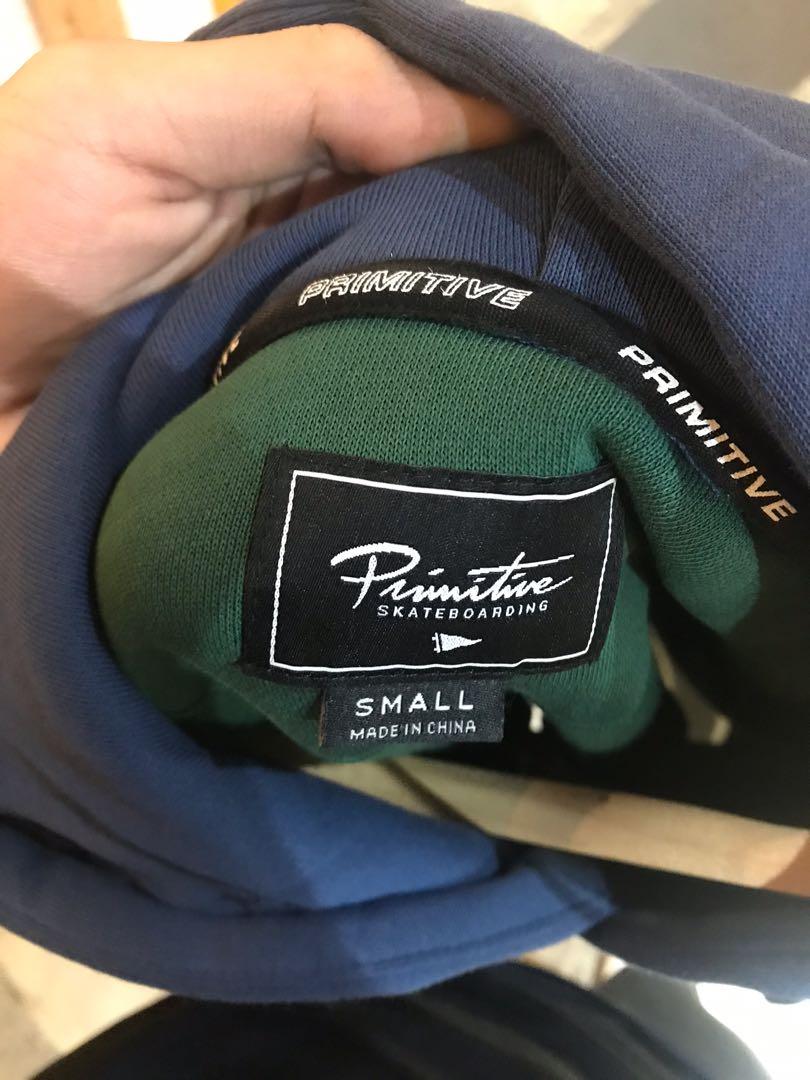 PRIMITIVE
PRIMITIVE
Primitive
SKATEBOARDING
SMALL
MADE IN CHINA